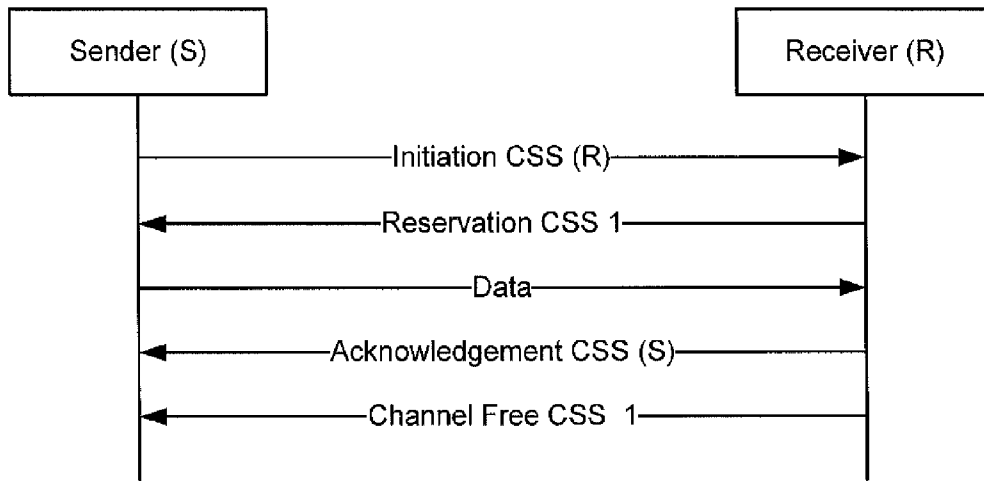 Sender (S)
Receiver (R)
Initiation CSS (R)
Reservation CSS 1
Data
Acknowledgement CSS (S)
Channel Free CSS 1